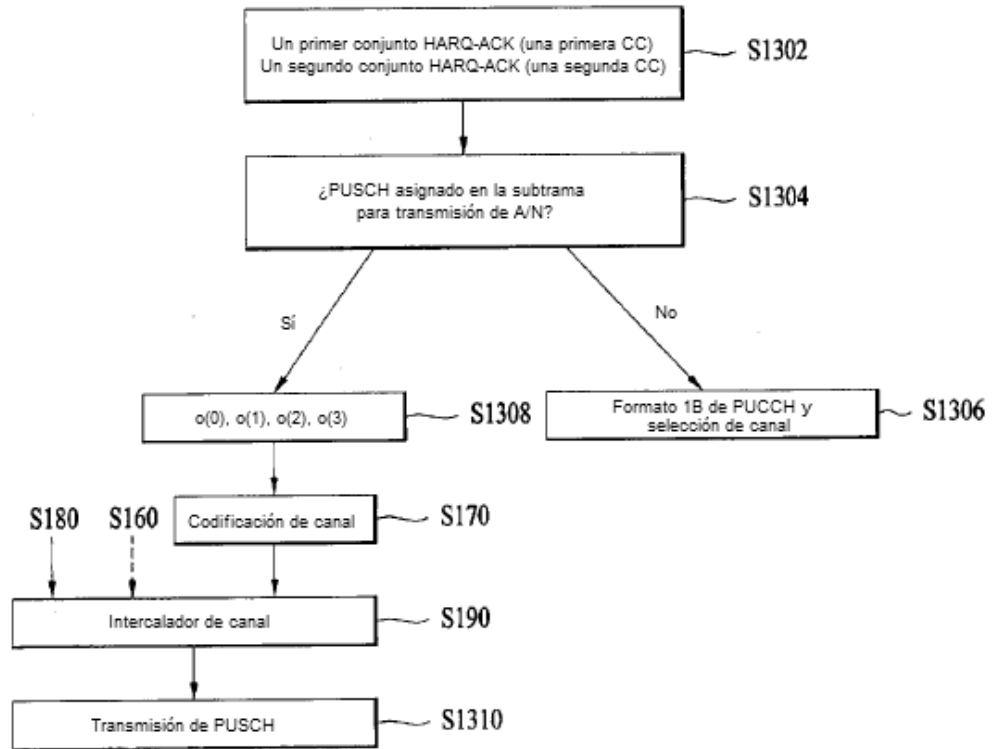 Un primer conjunto HARQ-ACK (una primera CC)
Un segundo conjunto HARQ-ACK (una segunda CC)
S1302
¿PUSCH asignado en la subtrama
para transmisión de A/N?
S1304
Sí
No
o(0), o(1), o(2), o(3)
S1308
Formato 1B de PUCCH y
selección de canal
S1306
S180
S160
Codificación de canal
S170
Intercalador de canal
S190
Transmisión de PUSCH
S1310